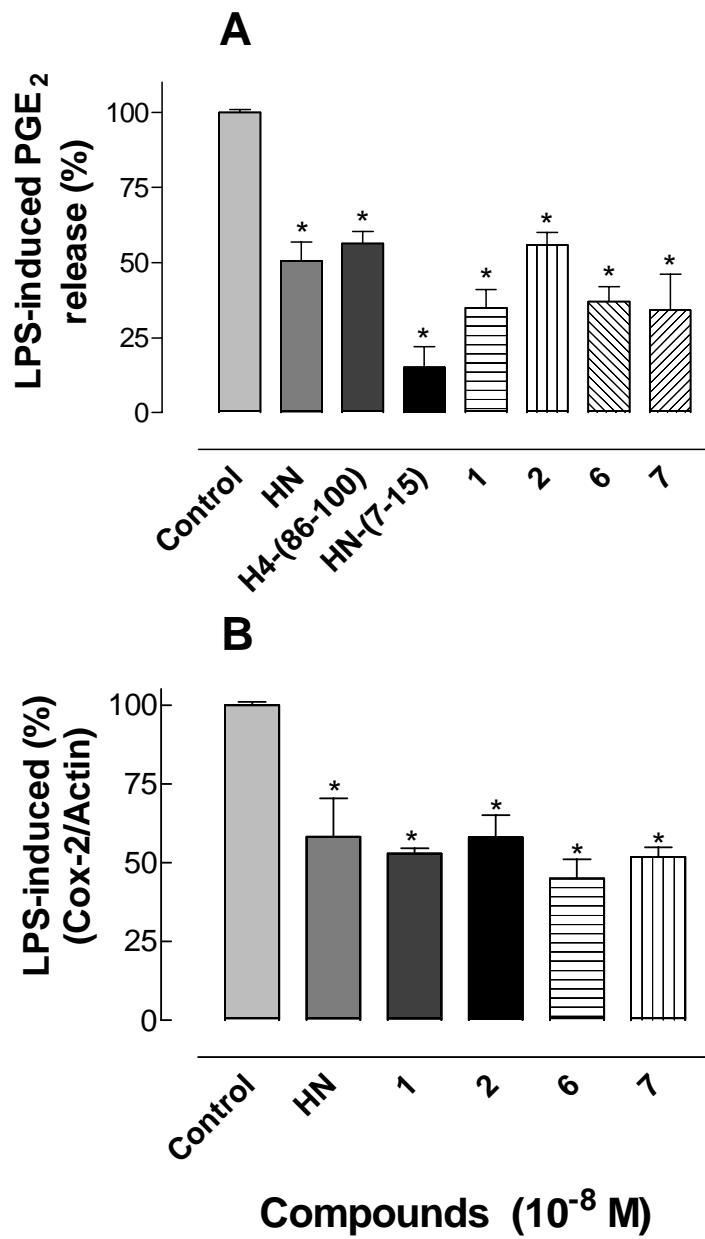 A
LPS-induced PGE2
release (%)
100
75
50
25
0
*
*
*
*
*
*
*
Control
HN
H4-(86-100)
HN-(7-15)
1
2
6
7
B
LPS-induced (%)
(Cox-2/Actin)
100
75
50
25
0
*
*
*
*
*
Control
HN
1
2
6
7
Compounds (10-8 M)